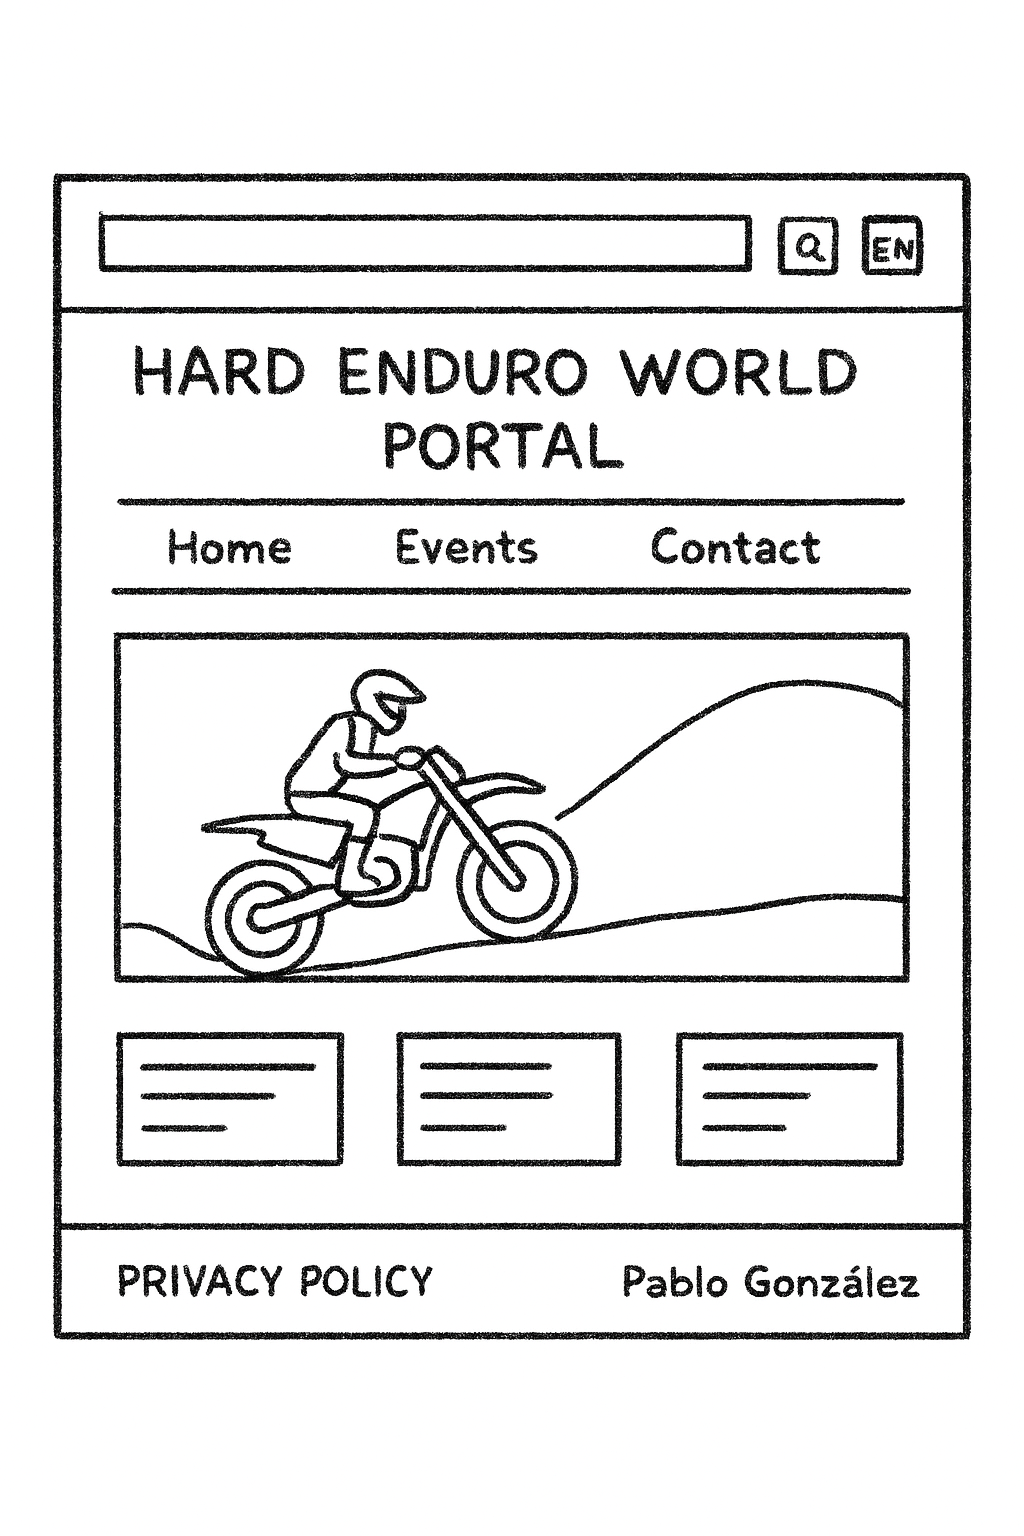 EN
HARD ENDURO WORLD
PORTAL
Home Events Contact
PRIVACY POLICY Pablo González